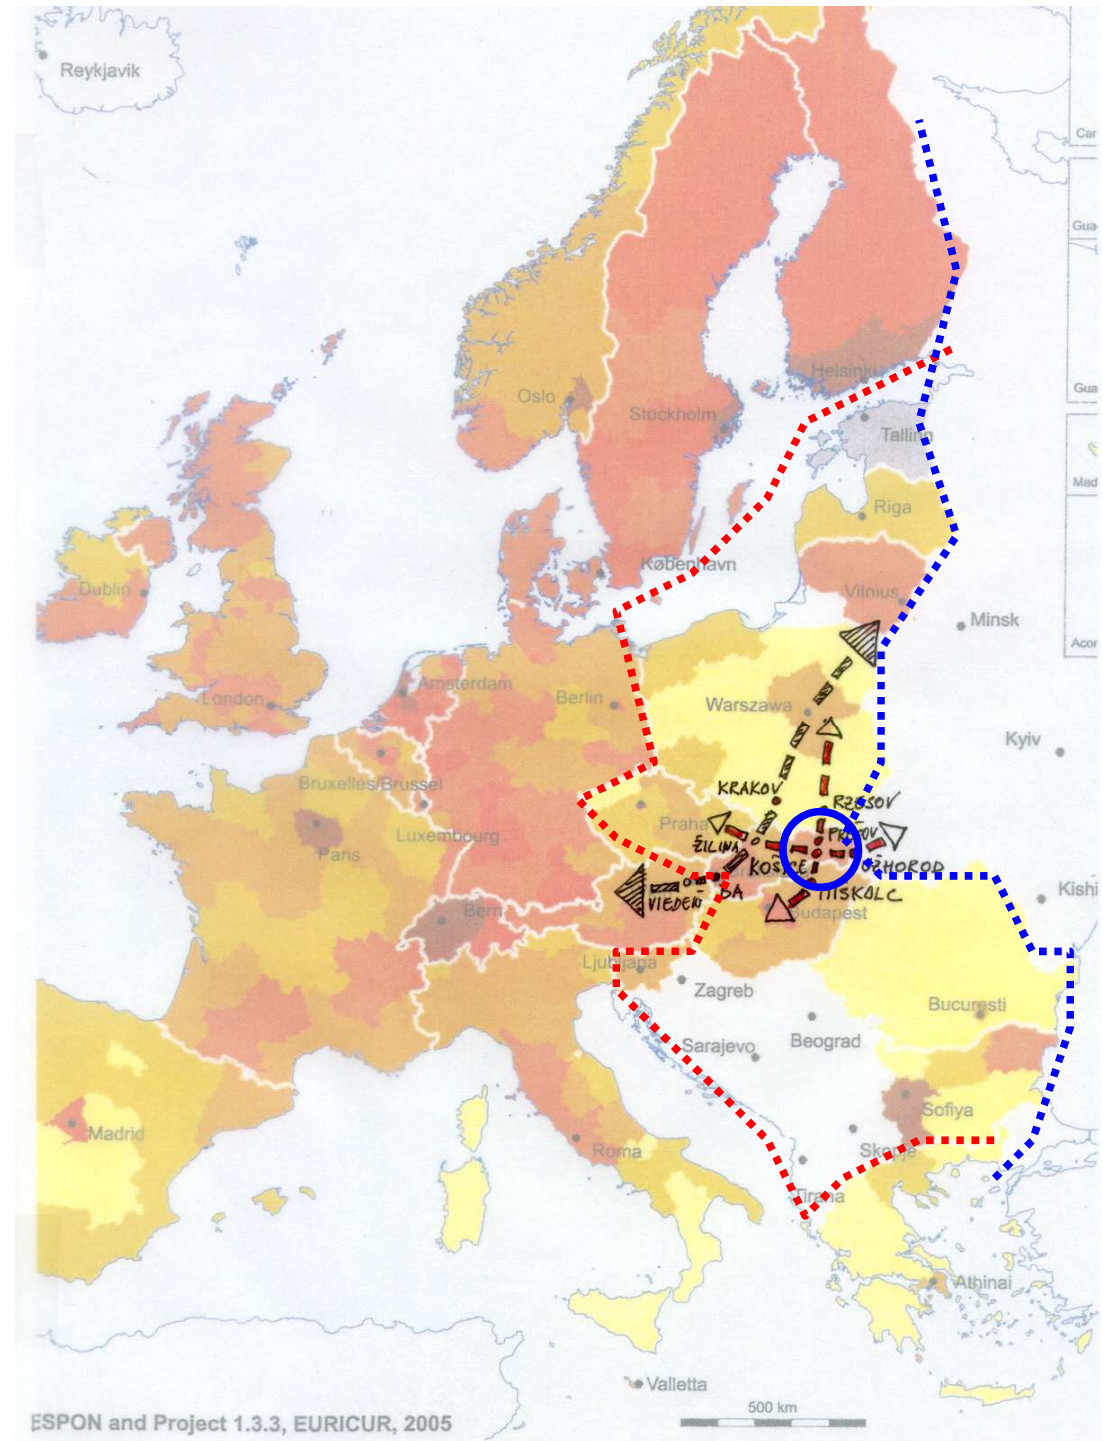 Reykjavik
Car
Gua
Gua
Helsinki
Oslo
Stockholm
Tallinn
Mad
Riga
København
Dublin
Vilnius
Minsk
Acor
Amsterdam
London
Berlin
Warszawa
Kyiv
Bruxelles/Brussel
KRAKOV
RZESOV
Praha
Luxembourg
PREŠOV
Paris
ŽILINA
KOŠICE
UŽHOROD
Kishi
VIEDEŇ
BA
MISKOLC
Bern
Budapest
Ljubljana
Zagreb
Bucuresti
Beograd
Sarajevo
Sofiya
Madrid
Roma
Skopje
Tirana
Athinai
Valletta
500 km
ESPON and Project 1.3.3, EURICUR, 2005